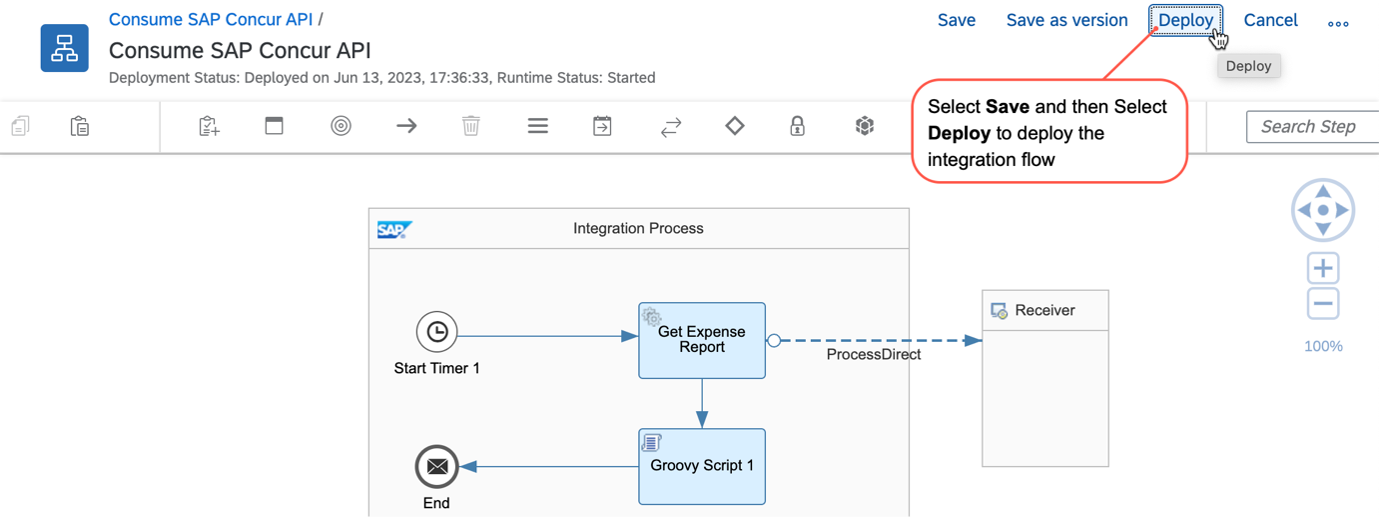 Consume SAP Concur API /
Save Save as version Deploy Cancel
Consume SAP Concur API
Deploy
Deployment Status: Deployed on Jun 13, 2023, 17:36:33, Runtime Status: Started
Select Save and then Select
Deploy to deploy the
integration flow
Search Step
SAP
Integration Process
Receiver
Get Expense
Report
ProcessDirect
100%
Start Timer 1
Groovy Script 1
End